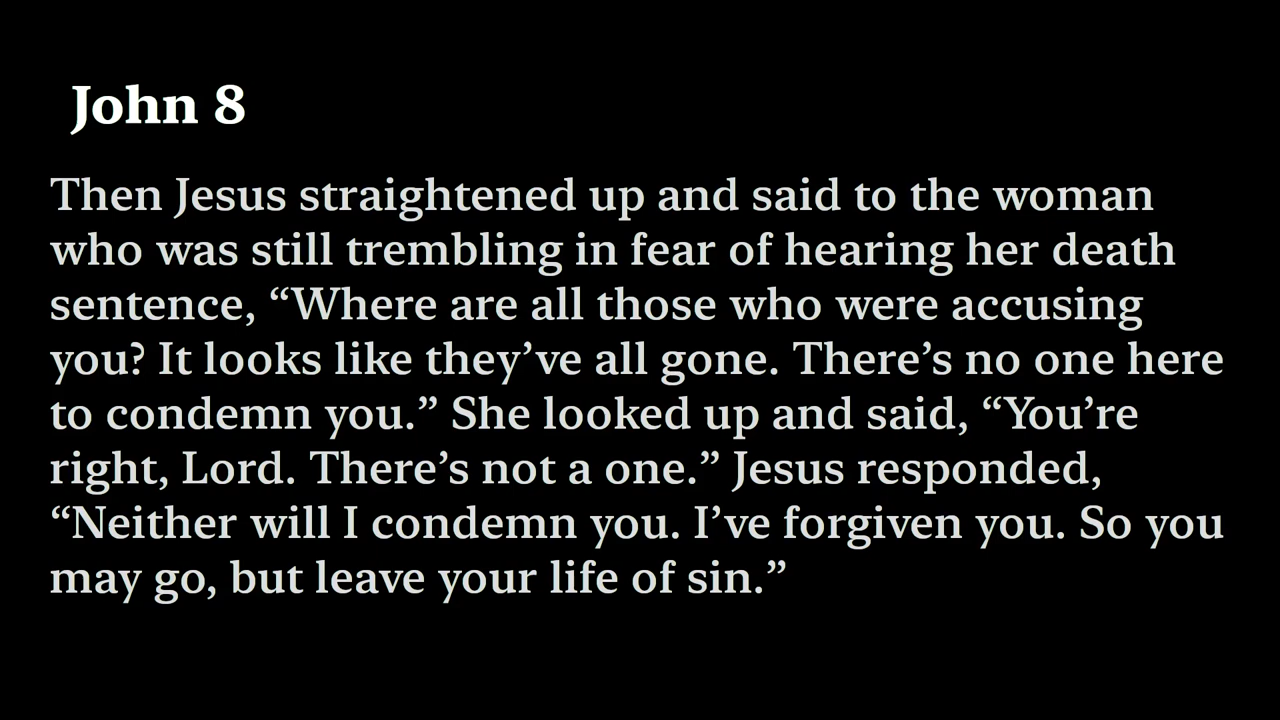 John 8
Then Jesus straightened up and said to the woman
who was still trembling in fear of hearing her death
sentence, “Where are all those who were accusing
you? It looks like they’ve all gone. There’s no one here
to condemn you.” She looked up and said, “You’re
right, Lord. There’s not a one.” Jesus responded,
“Neither will I condemn you. I’ve forgiven you. So you
may go, but leave your life of sin.”